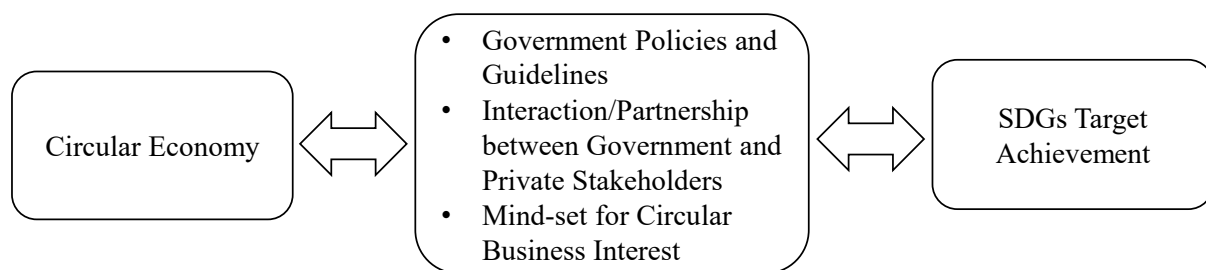 Circular Economy
• Government Policies and
Guidelines
• Interaction/Partnership
between Government and
Private Stakeholders
• Mind-set for Circular
Business Interest
SDGs Target
Achievement